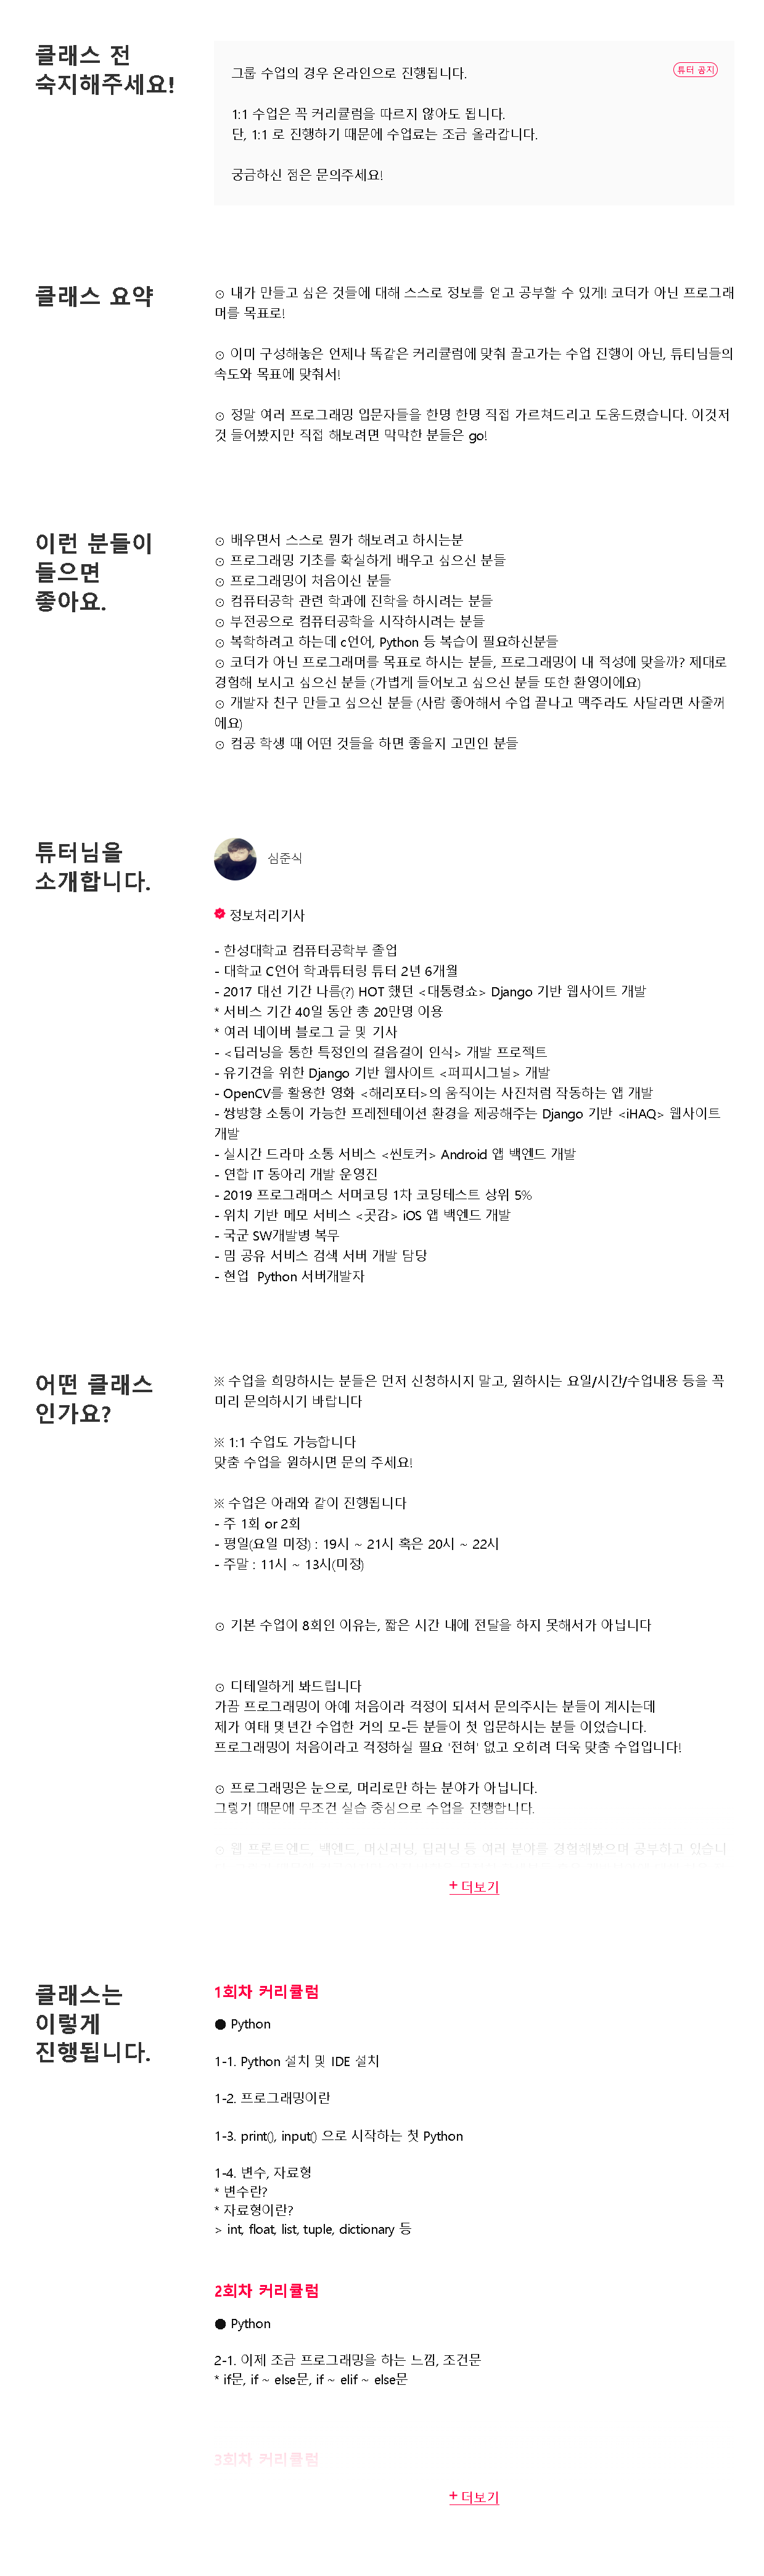 클래스 전
숙지해주세요!
그룹 수업의 경우 온라인으로 진행됩니다.
튜터 공지
1:1 수업은 꼭 커리큘럼을 따르지 않아도 됩니다.
단, 1:1 로 진행하기 때문에 수업료는 조금 올라갑니다.
궁금하신 점은 문의주세요!
클래스 요약
⊙ 내가 만들고 싶은 것들에 대해 스스로 정보를 얻고 공부할 수 있게! 코더가 아닌 프로그래
머를 목표로!
⊙ 이미 구성해놓은 언제나 똑같은 커리큘럼에 맞춰 끌고가는 수업 진행이 아닌, 튜티님들의
속도와 목표에 맞춰서!
⊙ 정말 여러 프로그래밍 입문자들을 한명 한명 직접 가르쳐드리고 도움드렸습니다. 이것저
것 들어봤지만 직접 해보려면 막막한 분들은 go!
이런 분들이
들으면
좋아요.
⊙ 배우면서 스스로 뭔가 해보려고 하시는분
⊙ 프로그래밍 기초를 확실하게 배우고 싶으신 분들
⊙ 프로그래밍이 처음이신 분들
⊙ 컴퓨터공학 관련 학과에 진학을 하시려는 분들
⊙ 부전공으로 컴퓨터공학을 시작하시려는 분들
⊙ 복학하려고 하는데 c언어, Python 등 복습이 필요하신분들
⊙ 코더가 아닌 프로그래머를 목표로 하시는 분들, 프로그래밍이 내 적성에 맞을까? 제대로
경험해 보시고 싶으신 분들 (가볍게 들어보고 싶으신 분들 또한 환영이에요)
⊙ 개발자 친구 만들고 싶으신 분들 (사람 좋아해서 수업 끝나고 맥주라도 사달라면 사줄꺼
에요)
⊙ 컴공 학생 때 어떤 것들을 하면 좋을지 고민인 분들
튜터님을
소개합니다.
심준식
정보처리기사
- 한성대학교 컴퓨터공학부 졸업
- 대학교 C언어 학과튜터링 튜터 2년 6개월
- 2017 대선 기간 나름(?) HOT 했던 <대통령쇼> Django 기반 웹사이트 개발
* 서비스 기간 40일 동안 총 20만명 이용
* 여러 네이버 블로그 글 및 기사
- <딥러닝을 통한 특정인의 걸음걸이 인식> 개발 프로젝트
- 유기견을 위한 Django 기반 웹사이트 <퍼피시그널> 개발
- OpenCV를 활용한 영화 <해리포터>의 움직이는 사진처럼 작동하는 앱 개발
- 쌍방향 소통이 가능한 프레젠테이션 환경을 제공해주는 Django 기반 <iHAQ> 웹사이트
개발
- 실시간 드라마 소통 서비스 <씬토커> Android 앱 백엔드 개발
- 연합 IT 동아리 개발 운영진
- 2019 프로그래머스 서머코딩 1차 코딩테스트 상위 5%
- 위치 기반 메모 서비스 <곳감> iOS 앱 백엔드 개발
- 국군 SW개발병 복무
- 밈 공유 서비스 검색 서버 개발 담당
- 현업  Python 서버개발자
어떤 클래스
인가요?
※ 수업을 희망하시는 분들은 먼저 신청하시지 말고, 원하시는 요일/시간/수업내용 등을 꼭
미리 문의하시기 바랍니다
※ 1:1 수업도 가능합니다
맞춤 수업을 원하시면 문의 주세요!
※ 수업은 아래와 같이 진행됩니다
- 주 1회 or 2회
- 평일(요일 미정) : 19시 ~ 21시 혹은 20시 ~ 22시
- 주말 : 11시 ~ 13시(미정)
⊙ 기본 수업이 8회인 이유는, 짧은 시간 내에 전달을 하지 못해서가 아닙니다
⊙ 디테일하게 봐드립니다
가끔 프로그래밍이 아예 처음이라 걱정이 되셔서 문의주시는 분들이 계시는데
제가 여태 몇년간 수업한 거의 모-든 분들이 첫 입문하시는 분들 이었습니다.
프로그래밍이 처음이라고 걱정하실 필요 '전혀' 없고 오히려 더욱 맞춤 수업입니다!
⊙ 프로그래밍은 눈으로, 머리로만 하는 분야가 아닙니다.
그렇기 때문에 무조건 실습 중심으로 수업을 진행합니다.
⊙ 웹 프론트엔드, 백엔드, 머신러닝, 딥러닝 등 여러 분야를 경험해봤으며 공부하고 있습니
+ 더보기
클래스는
이렇게
진행됩니다.
1회차 커리큘럼
● Python
1-1. Python 설치 및 IDE 설치
1-2. 프로그래밍이란
1-3. print(), input() 으로 시작하는 첫 Python
1-4. 변수, 자료형
* 변수란?
* 자료형이란?
> int, float, list, tuple, dictionary 등
2회차 커리큘럼
● Python
2-1. 이제 조금 프로그래밍을 하는 느낌, 조건문
* if문, if ~ else문, if ~ elif ~ else문
3회차 커리큘럼
+ 더보기